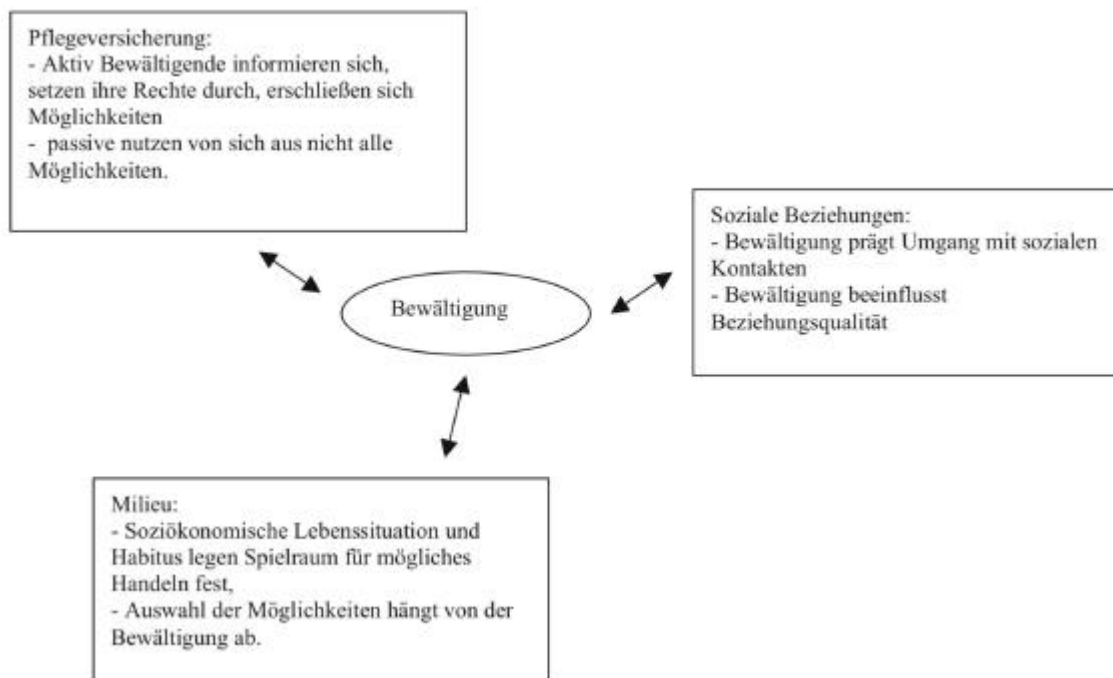 Pflegeversicherung:
- Aktiv Bewältigende informieren sich,
setzen ihre Rechte durch, erschließen sich
Möglichkeiten
- passive nutzen von sich aus nicht alle
Möglichkeiten.
Soziale Beziehungen:
- Bewältigung prägt Umgang mit sozialen
Kontakten
- Bewältigung beeinflusst
Beziehungsqualität
Bewältigung
Milieu:
- Soziökonomische Lebenssituation und
Habitus legen Spielraum für mögliches
Handeln fest,
- Auswahl der Möglichkeiten hängt von der
Bewältigung ab.